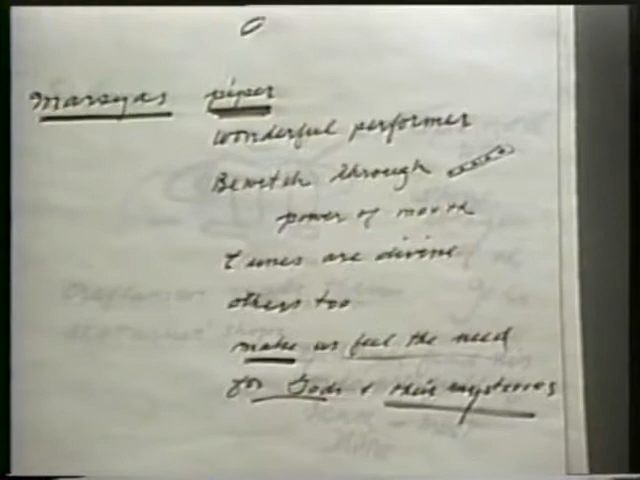 Marsyas piper
wonderful performer
Bewitch through
power of mouth
tunes are divine
others too
make us feel the need
for Gods & their mysteries